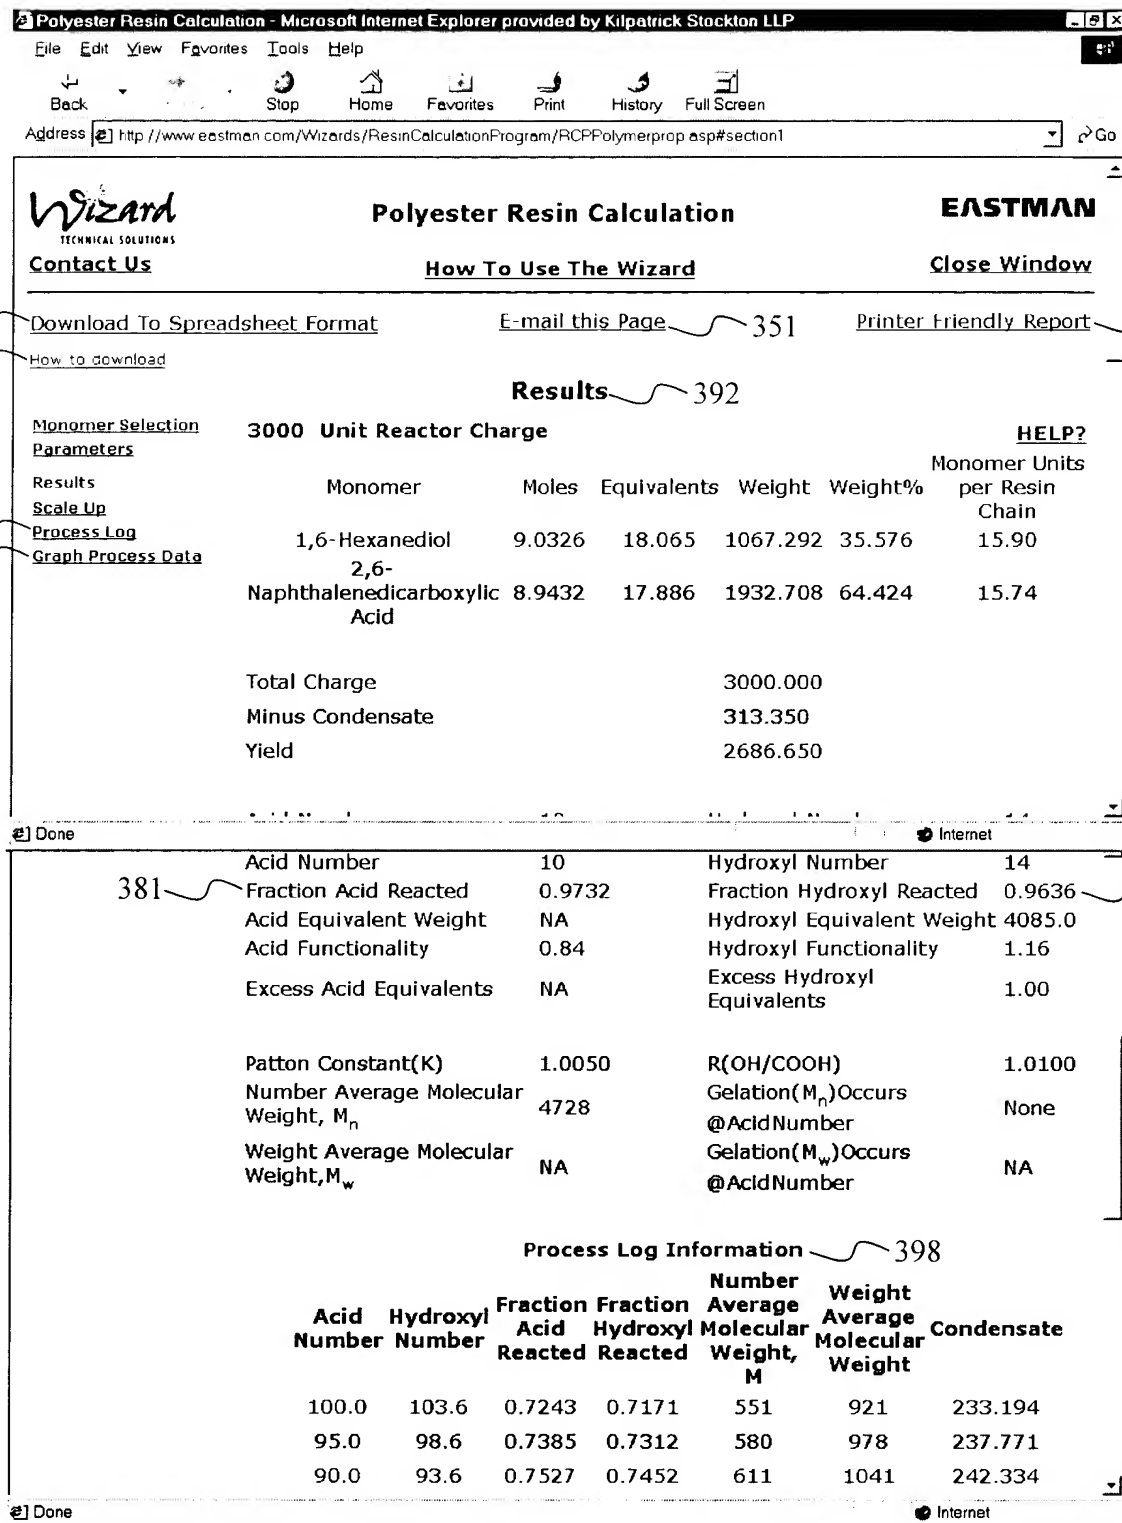 Polyester Resin Calculation - Microsoft Internet Explorer provided by Kilpatrick Stockton LLP
File Edit View Favorites Tools Help
Back Stop Home Favorites Print History Full Screen
Address http //www eastman com/Wizards/ResinCalculationProgram/RCPPolymerprop asp#section1 Go
Wizard Polyester Resin Calculation EASTMAN
TECHNICAL SOLUTIONS
Contact Us How To Use The Wizard Close Window
Download To Spreadsheet Format E-mail this Page 351 Printer Friendly Report
How to download
Results 392
Monomer Selection 3000 Unit Reactor Charge HELP?
Parameters
Results
Scale Up
Process Log
Graph Process Data
Monomer Moles Equivalents Weight Weight% Monomer Units per Resin Chain
1,6-Hexanediol 9.0326 18.065 1067.292 35.576 15.90
2,6-
Naphthalenedicarboxylic 8.9432 17.886 1932.708 64.424 15.74
Acid
Total Charge 3000.000
Minus Condensate 313.350
Yield 2686.650
Done Internet
Acid Number 10 Hydroxyl Number 14
381 Fraction Acid Reacted 0.9732 Fraction Hydroxyl Reacted 0.9636
Acid Equivalent Weight NA Hydroxyl Equivalent Weight 4085.0
Acid Functionality 0.84 Hydroxyl Functionality 1.16
Excess Acid Equivalents NA Excess Hydroxyl Equivalents 1.00
Patton Constant(K) 1.0050 R(OH/COOH) 1.0100
Number Average Molecular Weight, Mn 4728 Gelation(Mn)Occurs @AcidNumber None
Weight Average Molecular Weight,Mw NA Gelation(Mw)Occurs @AcidNumber NA
Process Log Information 398
Acid Number Hydroxyl Number Fraction Acid Reacted Fraction Hydroxyl Reacted Number Average Molecular Weight, M Weight Average Molecular Weight Condensate
100.0 103.6 0.7243 0.7171 551 921 233.194
95.0 98.6 0.7385 0.7312 580 978 237.771
90.0 93.6 0.7527 0.7452 611 1041 242.334
Done Internet